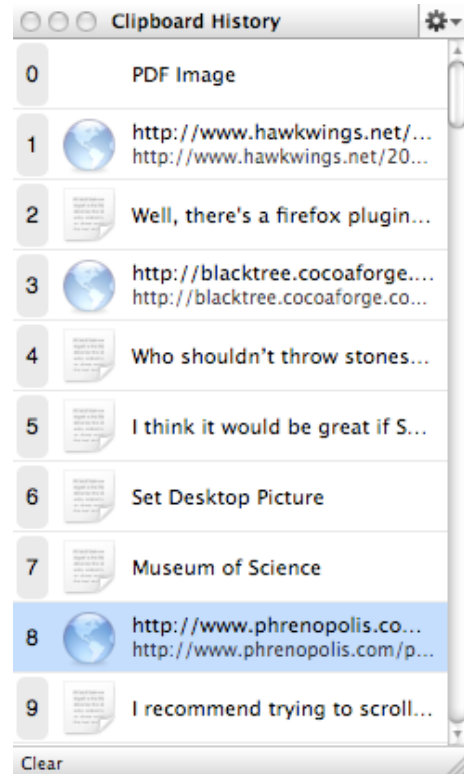 Clipboard History
0 PDF Image
1 http://www.hawkwings.net/...
http://www.hawkwings.net/20...
2 Well, there's a firefox plugin...
3 http://blacktree.cocoaforge....
http://blacktree.cocoaforge.co...
4 Who shouldn't throw stones...
5 I think it would be great if S...
6 Set Desktop Picture
7 Museum of Science
8 http://www.phrenopolis.co...
http://www.phrenopolis.com/p...
9 I recommend trying to scroll...
Clear